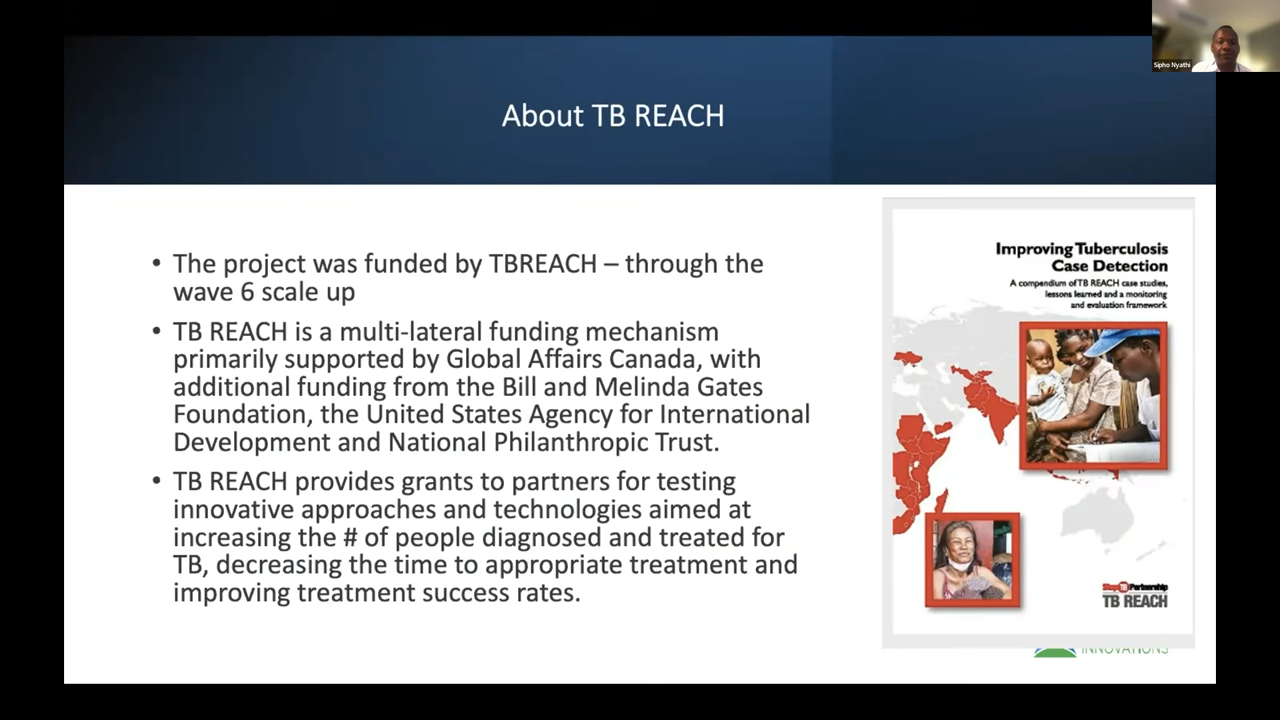 Sipho Nyathi
About TB REACH
• The project was funded by TBREACH – through the
wave 6 scale up
• TB REACH is a multi-lateral funding mechanism
primarily supported by Global Affairs Canada, with
additional funding from the Bill and Melinda Gates
Foundation, the United States Agency for International
Development and National Philanthropic Trust.
• TB REACH provides grants to partners for testing
innovative approaches and technologies aimed at
increasing the # of people diagnosed and treated for
TB, decreasing the time to appropriate treatment and
improving treatment success rates.
Improving Tuberculosis
Case Detection
A compendium of TB REACH case studies,
lessons learned and a monitoring
and evaluation framework
Stop TB Partnership
TB REACH
INNOVATIONS